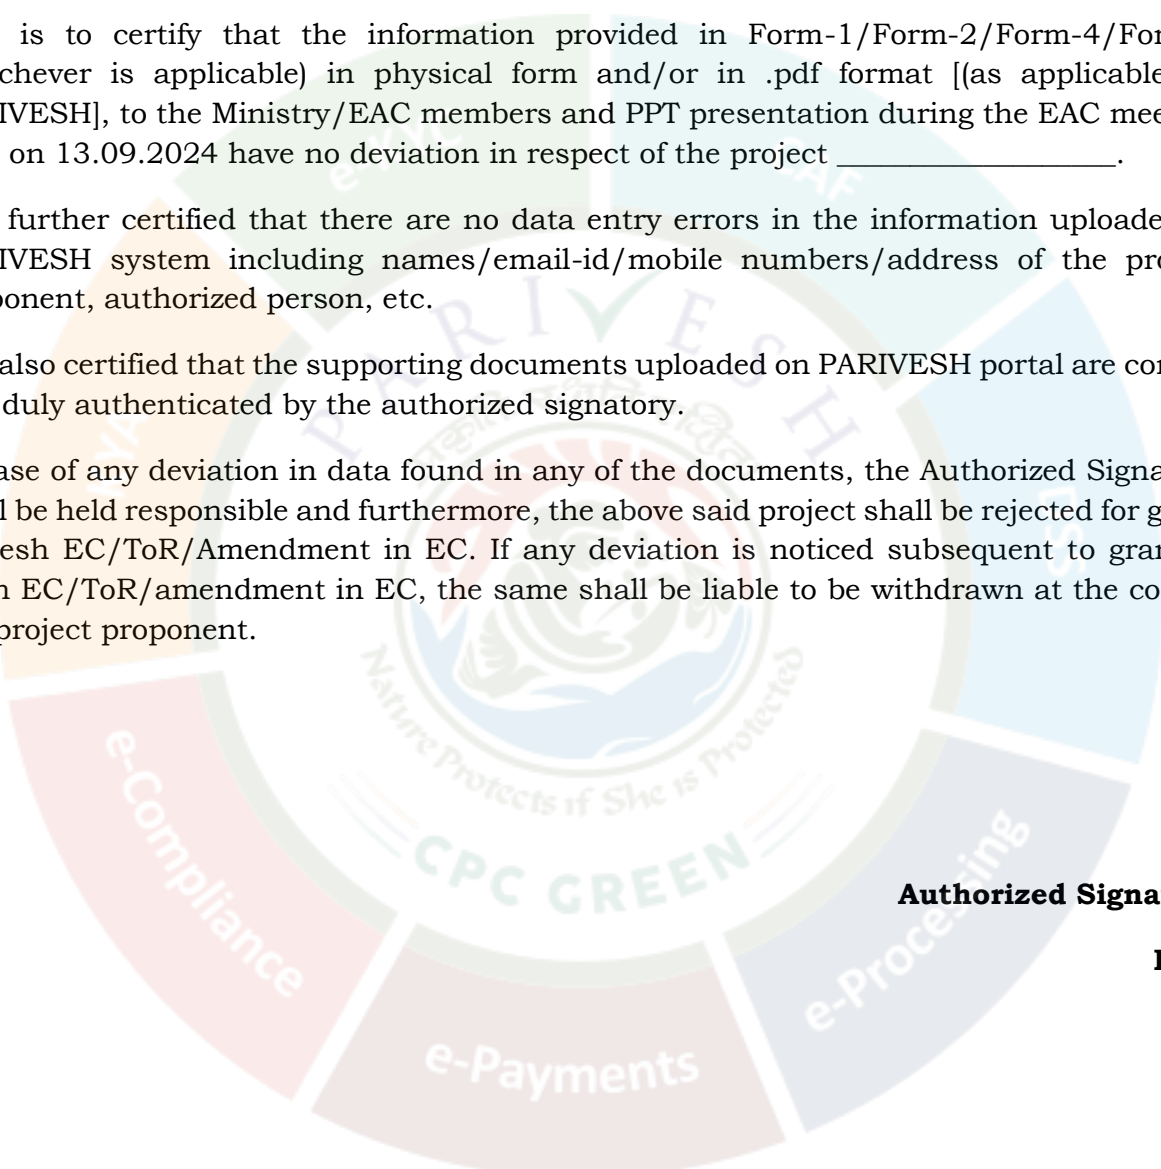 is to certify that the information provided in Form-1/Form-2/Form-4/For
chever is applicable) in physical form and/or in .pdf format [(as applicable
IVESH], to the Ministry/EAC members and PPT presentation during the EAC mee
on 13.09.2024 have no deviation in respect of the project ___________________.
further certified that there are no data entry errors in the information uploade
IVESH system including names/email-id/mobile numbers/address of the pr
onent, authorized person, etc.
also certified that the supporting documents uploaded on PARIVESH portal are co
duly authenticated by the authorized signatory.
ase of any deviation in data found in any of the documents, the Authorized Signa
l be held responsible and furthermore, the above said project shall be rejected for g
esh EC/ToR/Amendment in EC. If any deviation is noticed subsequent to gran
EC/ToR/amendment in EC, the same shall be liable to be withdrawn at the co
project proponent.
Authorized Signa
e-KYC
CAF
PARIVESH
DSS
Nature Protects if She is Protected
CPC GREEN
e-Compliance
e-Payments
e-Processing